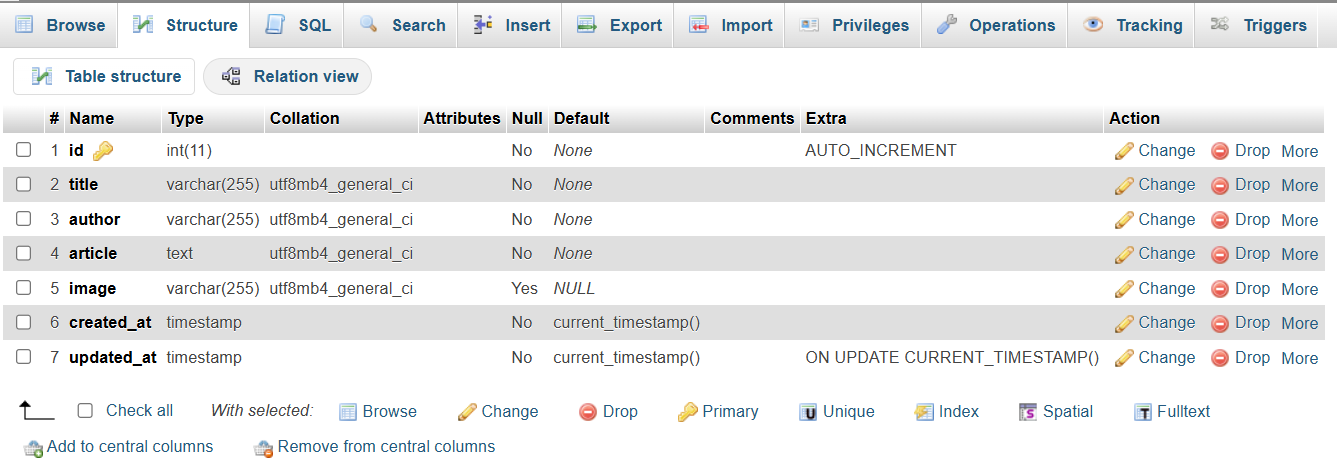 Browse Structure SQL Search Insert Export Import Privileges Operations Tracking Triggers
Table structure Relation view
# Name Type Collation Attributes Null Default Comments Extra Action
1 id int(11) No None AUTO_INCREMENT Change Drop More
2 title varchar(255) utf8mb4_general_ci No None Change Drop More
3 author varchar(255) utf8mb4_general_ci No None Change Drop More
4 article text utf8mb4_general_ci No None Change Drop More
5 image varchar(255) utf8mb4_general_ci Yes NULL Change Drop More
6 created_at timestamp No current_timestamp() Change Drop More
7 updated_at timestamp No current_timestamp() ON UPDATE CURRENT_TIMESTAMP() Change Drop More
Check all With selected: Browse Change Drop Primary Unique Index Spatial Fulltext
Add to central columns Remove from central columns